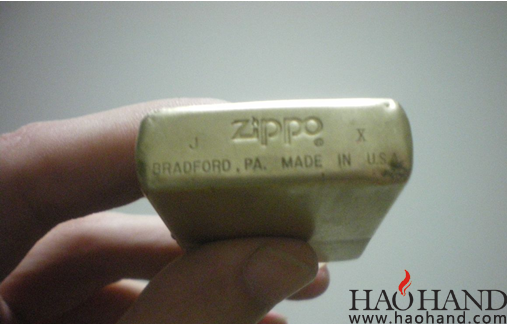 J zippo ® X
BRADFORD, PA. MADE IN U.S.A.
HAOHAND
www.haohand.com